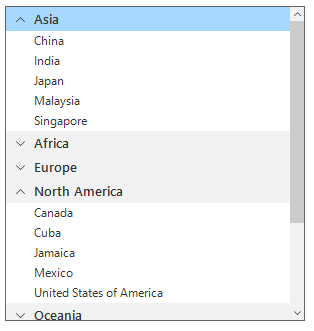 Asia
China
India
Japan
Malaysia
Singapore
Africa
Europe
North America
Canada
Cuba
Jamaica
Mexico
United States of America
Oceania